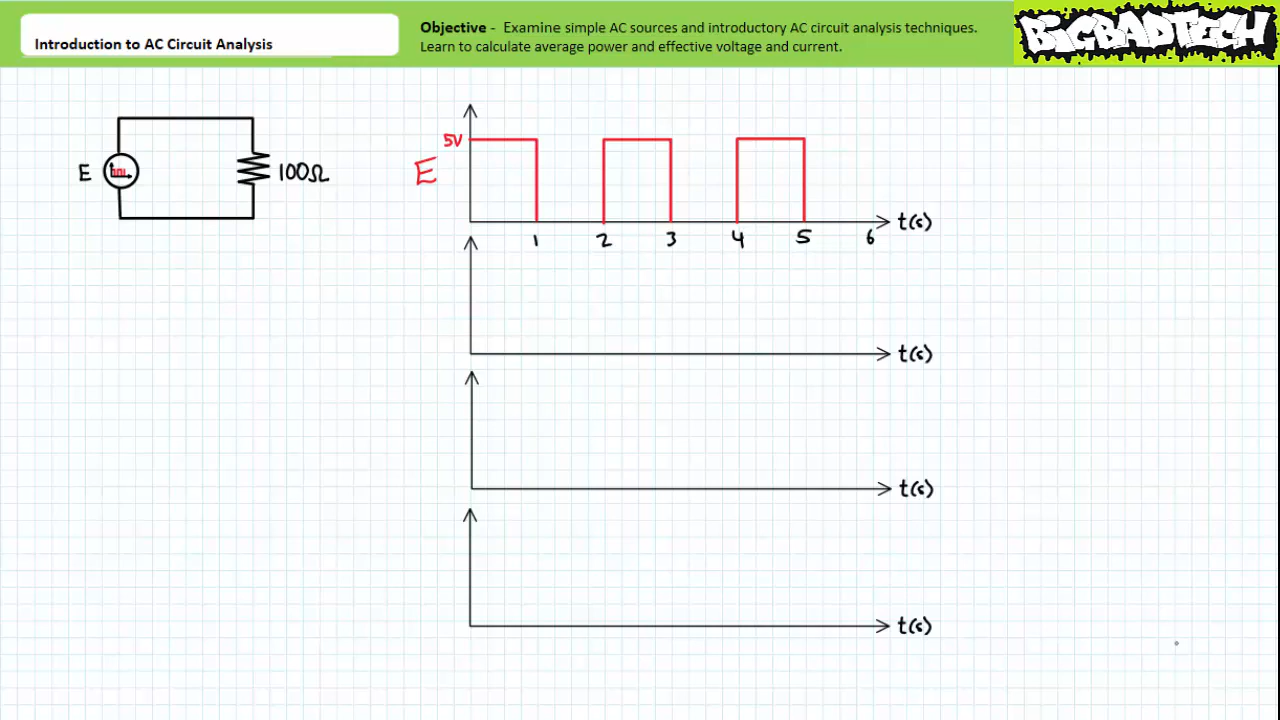 Introduction to AC Circuit Analysis
Objective - Examine simple AC sources and introductory AC circuit analysis techniques.
Learn to calculate average power and effective voltage and current.
BIGBADTECH
E
100Ω
5V
E
t(s)
1 2 3 4 5 6
t(s)
t(s)
t(s)